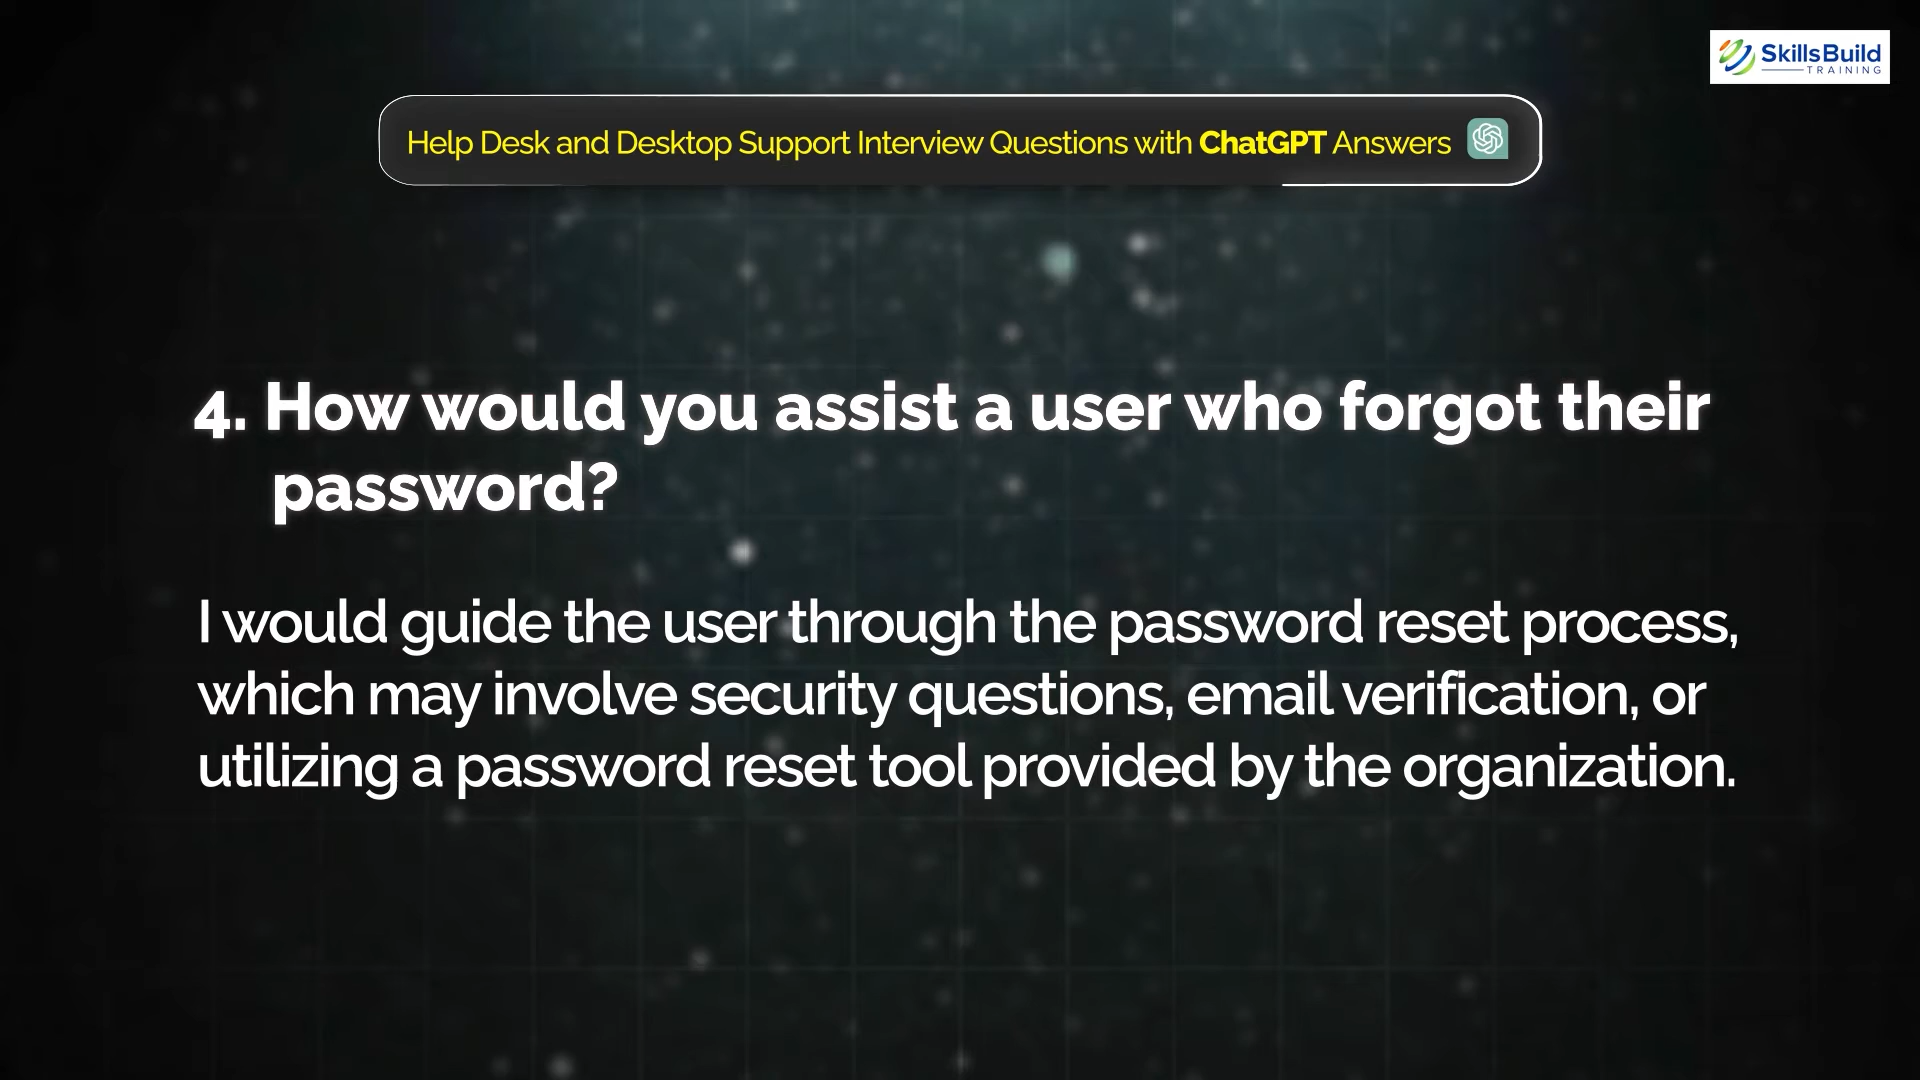 SkillsBuild
TRAINING
Help Desk and Desktop Support Interview Questions with ChatGPT Answers
4. How would you assist a user who forgot their
password?
I would guide the user through the password reset process,
which may involve security questions, email verification, or
utilizing a password reset tool provided by the organization.